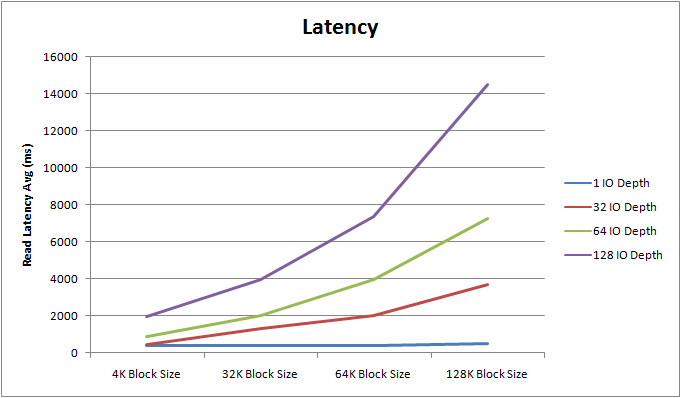 Latency
16000
14000
12000
10000
8000
6000
4000
2000
0
Read Latency Avg (ms)
4K Block Size
32K Block Size
64K Block Size
128K Block Size
1 IO Depth
32 IO Depth
64 IO Depth
128 IO Depth